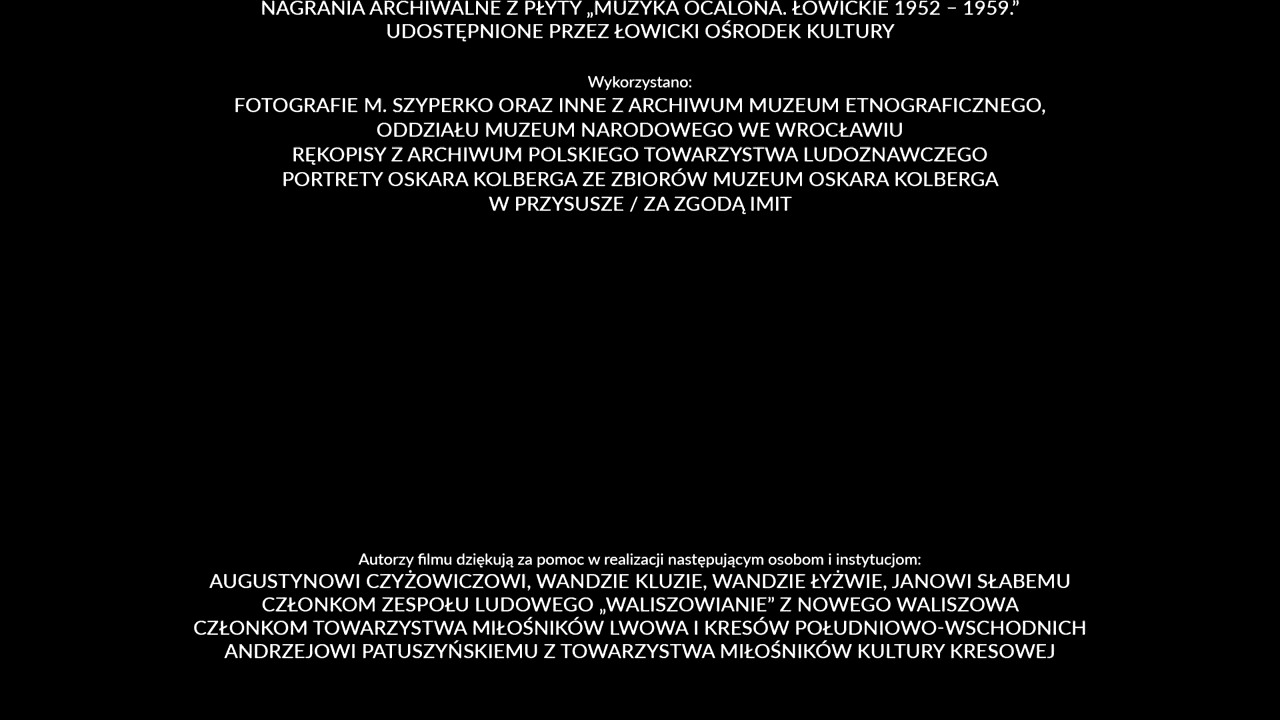 NAGRANIA ARCHIWALNE Z PŁYTY „MUZYKA OCALONA. ŁOWICKIE 1952 – 1959.”
UDOSTĘPNIONE PRZEZ ŁOWICKI OŚRODEK KULTURY
Wykorzystano:
FOTOGRAFIE M. SZYPERKO ORAZ INNE Z ARCHIWUM MUZEUM ETNOGRAFICZNEGO,
ODDZIAŁU MUZEUM NARODOWEGO WE WROCŁAWIU
RĘKOPISY Z ARCHIWUM POLSKIEGO TOWARZYSTWA LUDOZNAWCZEGO
PORTRETY OSKARA KOLBERGA ZE ZBIORÓW MUZEUM OSKARA KOLBERGA
W PRZYSUSZE / ZA ZGODĄ IMIT
Autorzy filmu dziękują za pomoc w realizacji następującym osobom i instytucjom:
AUGUSTYNOWI CZYŻOWICZOWI, WANDZIE KLUZIE, WANDZIE ŁYŻWIE, JANOWI SŁABEMU
CZŁONKOM ZESPOŁU LUDOWEGO „WALISZOWIANIE” Z NOWEGO WALISZOWA
CZŁONKOM TOWARZYSTWA MIŁOŚNIKÓW LWOWA I KRESÓW POŁUDNIOWO-WSCHODNICH
ANDRZEJOWI PATUSZYŃSKIEMU Z TOWARZYSTWA MIŁOŚNIKÓW KULTURY KRESOWEJ